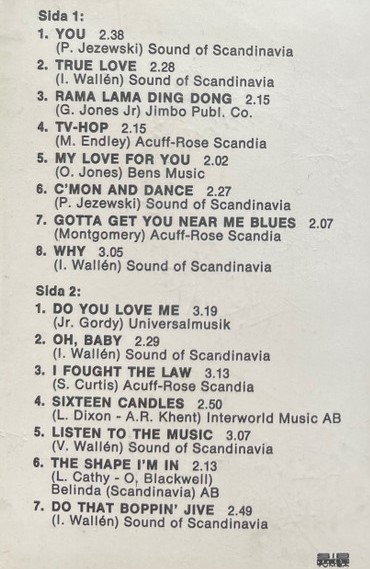 Sida 1:
1. YOU 2.38
(P. Jezewski) Sound of Scandinavia
2. TRUE LOVE 2.28
(I. Wallén) Sound of Scandinavia
3. RAMA LAMA DING DONG 2.15
(G. Jones Jr) Jimbo Publ. Co.
4. TV-HOP 2.15
(M. Endley) Acuff-Rose Scandia
5. MY LOVE FOR YOU 2.02
(O. Jones) Bens Music
6. C'MON AND DANCE 2.27
(P. Jezewski) Sound of Scandinavia
7. GOTTA GET YOU NEAR ME BLUES 2.07
(Montgomery) Acuff-Rose Scandia
8. WHY 3.05
(I. Wallén) Sound of Scandinavia
Sida 2:
1. DO YOU LOVE ME 3.19
(Jr. Gordy) Universalmusik
2. OH, BABY 2.29
(I. Wallén) Sound of Scandinavia
3. I FOUGHT THE LAW 3.13
(S. Curtis) Acuff-Rose Scandia
4. SIXTEEN CANDLES 2.50
(L. Dixon - A.R. Khent) Interworld Music AB
5. LISTEN TO THE MUSIC 3.07
(V. Wallén) Sound of Scandinavia
6. THE SHAPE I'M IN 2.13
(L. Cathy - O, Blackwell)
Belinda (Scandinavia) AB
7. DO THAT BOPPIN' JIVE 2.49
(I. Wallén) Sound of Scandinavia